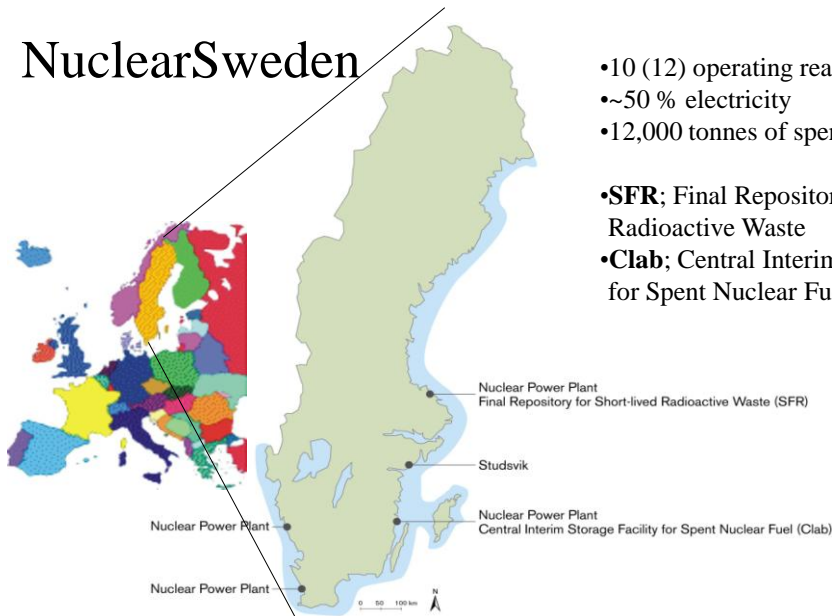 NuclearSweden
•10 (12) operating rea
•~50 % electricity
•12,000 tonnes of sper
•SFR; Final Repositor
Radioactive Waste
•Clab; Central Interim
for Spent Nuclear Fu
Nuclear Power Plant
Final Repository for Short-lived Radioactive Waste (SFR)
Studsvik
Nuclear Power Plant
Central Interim Storage Facility for Spent Nuclear Fuel (Clab)
Nuclear Power Plant
Nuclear Power Plant
0 50 100 km
N